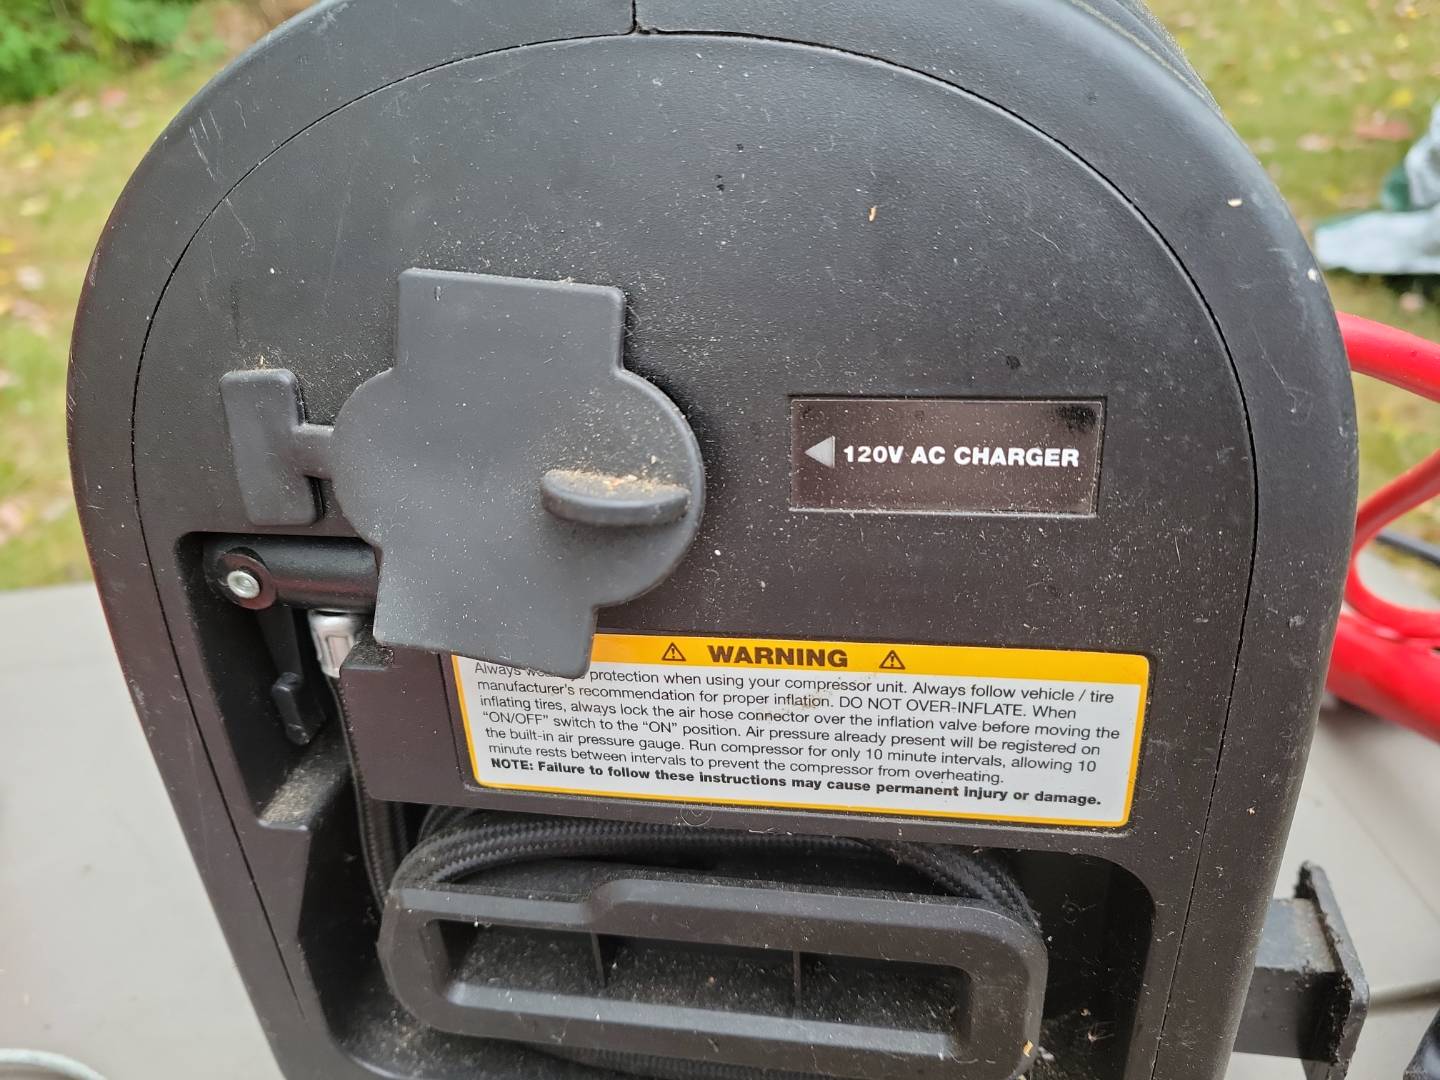 120V AC CHARGER
WARNING
Always protection when using your compressor unit. Always follow vehicle / tire
manufacturer's recommendation for proper inflation. DO NOT OVER-INFLATE. When
inflating tires, always lock the air hose connector over the inflation valve before moving the
“ON/OFF” switch to the “ON” position. Air pressure already present will be registered on
the built-in air pressure gauge. Run compressor for only 10 minute intervals, allowing 10
minute rests between intervals to prevent the compressor from overheating.
NOTE: Failure to follow these instructions may cause permanent injury or damage.